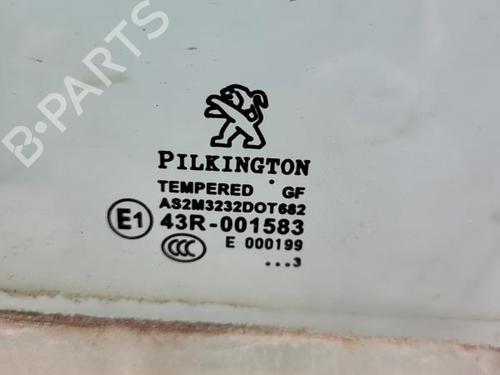 B-PARTS
PILKINGTON
TEMPERED GF
AS2M3232DOT682
E1 43R-001583
CCC E 000199
...3